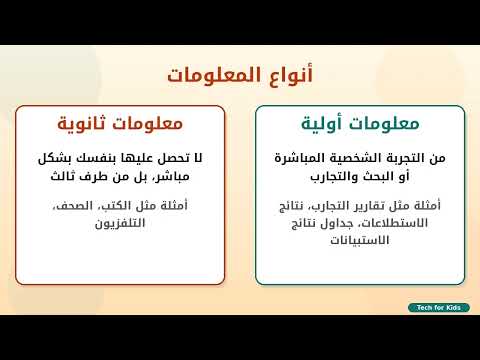 أنواع المعلومات
معلومات أولية
من التجربة الشخصية المباشرة
أو البحث والتجارب
أمثلة مثل تقارير التجارب، نتائج
الاستطلاعات، جداول نتائج
الاستبيانات
معلومات ثانوية
لا تحصل عليها بنفسك بشكل
مباشر، بل من طرف ثالث
أمثلة مثل الكتب، الصحف،
التلفزيون
Tech for Kids